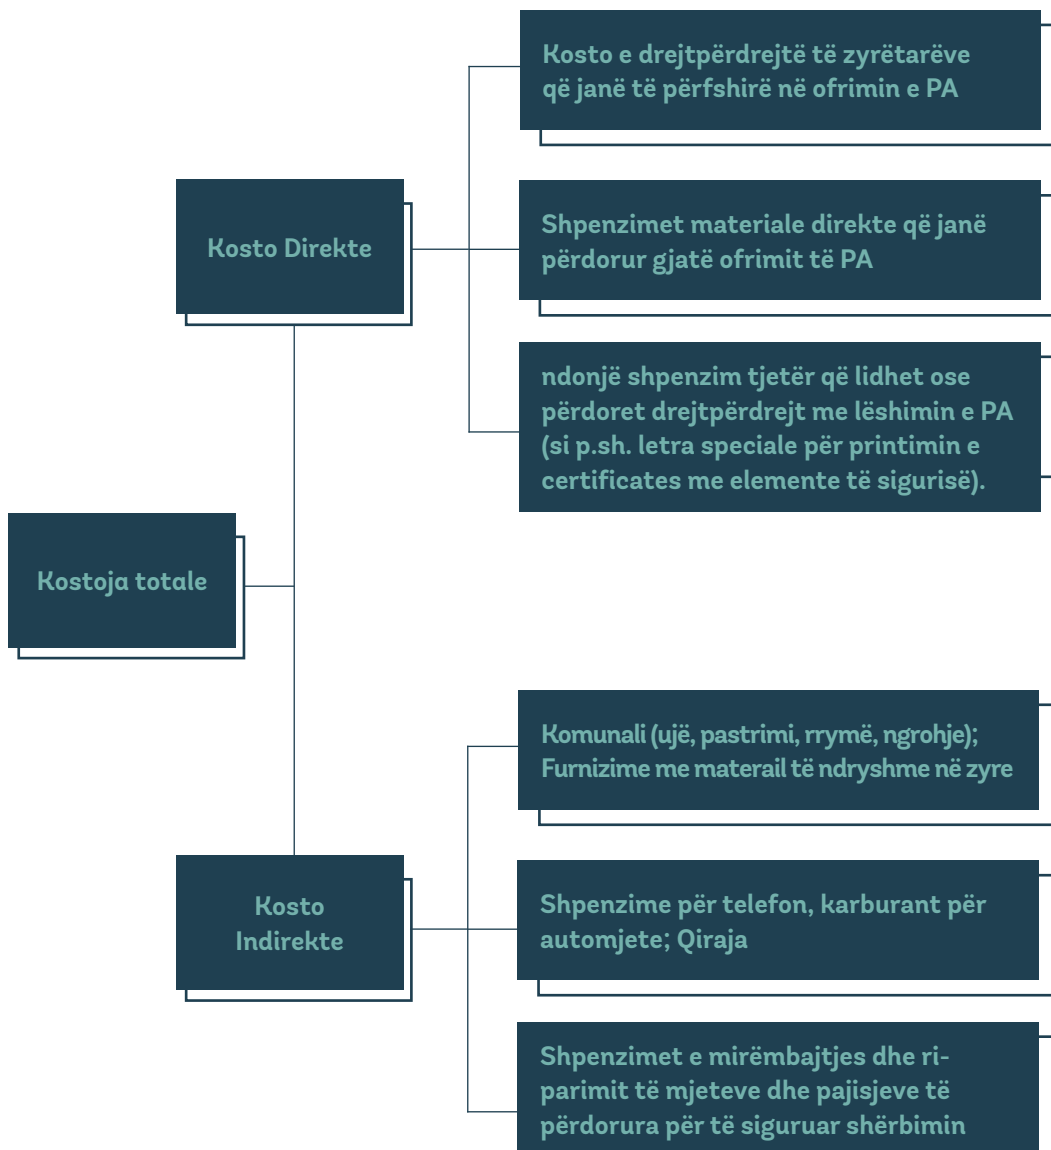 Kosto e drejtpërdrejtë të zyrëtarëve
që janë të përfshirë në ofrimin e PA
Kosto Direkte
Shpenzimet materiale direkte që janë
përdorur gjatë ofrimit të PA
ndonjë shpenzim tjetër që lidhet ose
përdoret drejtpërdrejt me lëshimin e PA
(si p.sh. letra speciale për printimin e
certificates me elemente të sigurisë).
Kostoja totale
Komunali (ujë, pastrimi, rrymë, ngrohje);
Furnizime me materail të ndryshme në zyre
Kosto
Indirekte
Shpenzime për telefon, karburant për
automjete; Qiraja
Shpenzimet e mirëmbajtjes dhe ri-
parimit të mjeteve dhe pajisjeve të
përdorura për të siguruar shërbimin